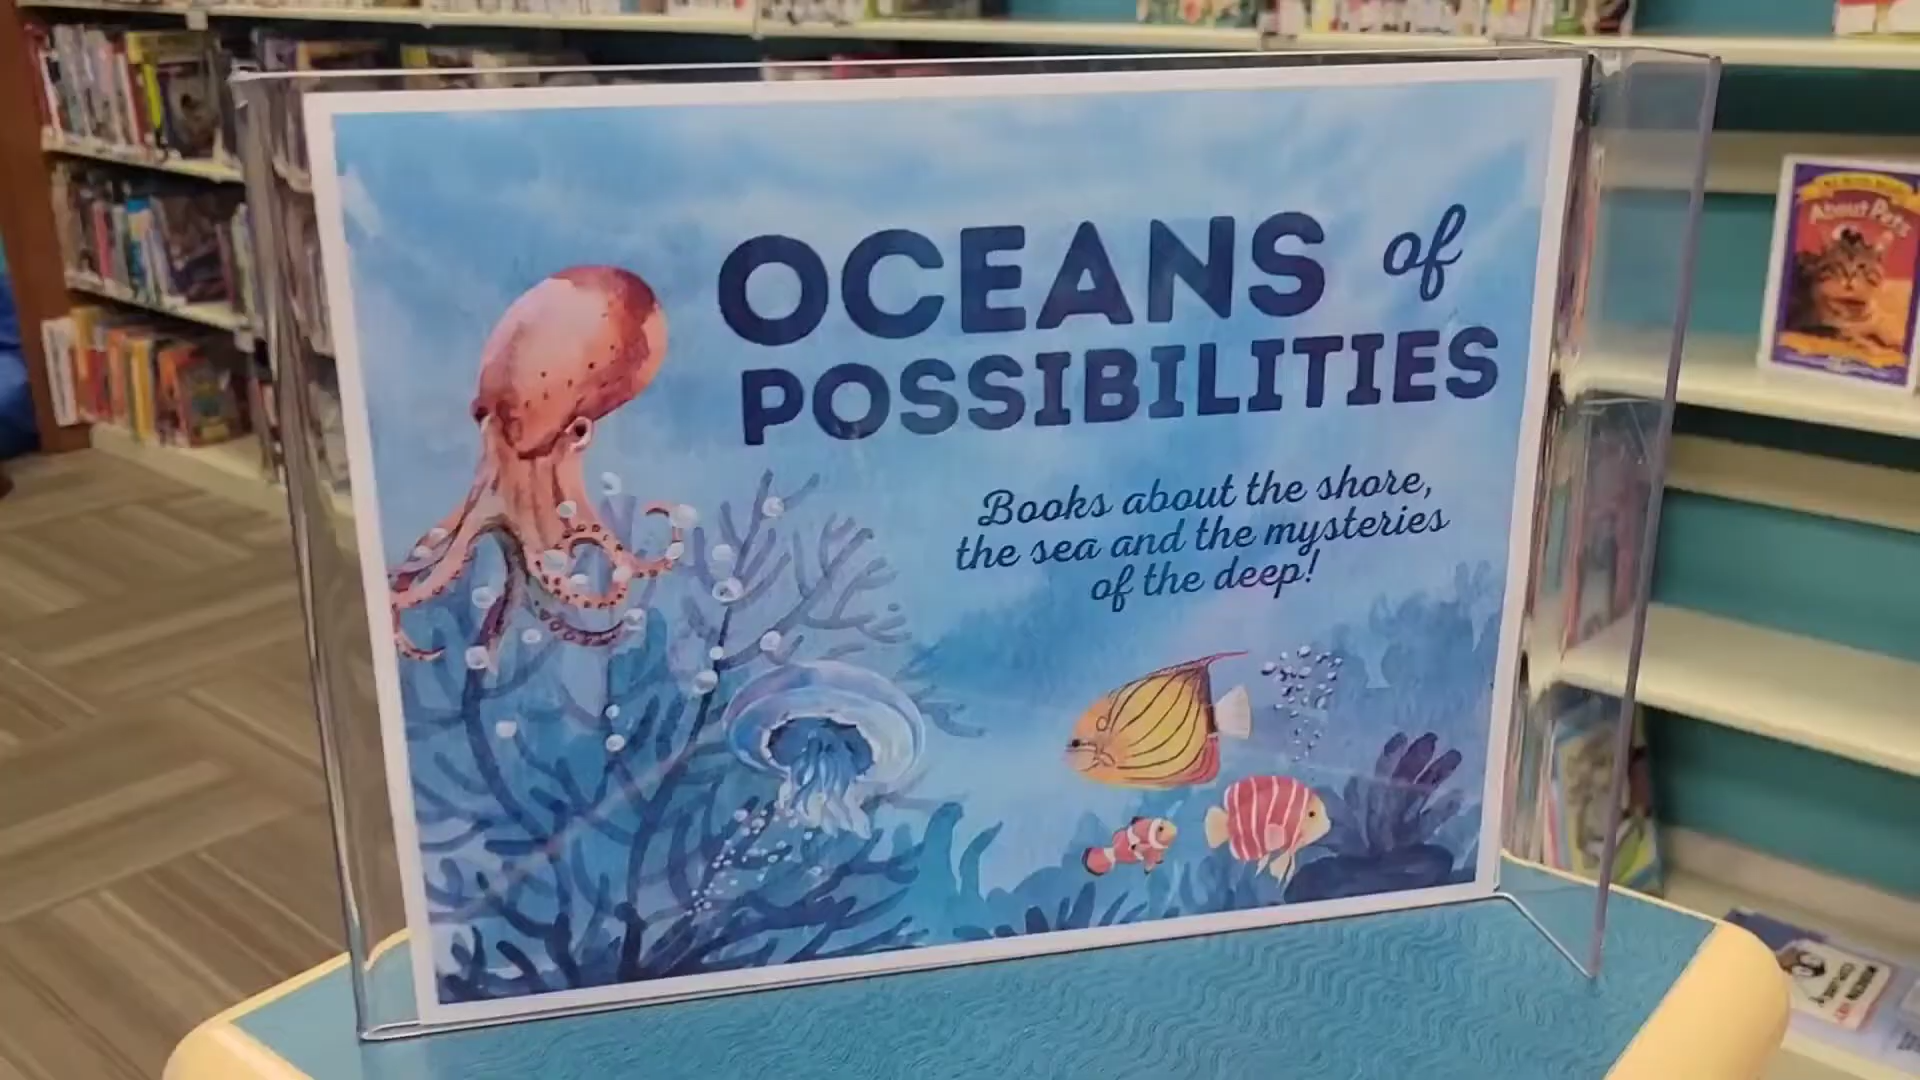 OCEANS of
POSSIBILITIES
Books about the shore,
the sea and the mysteries
of the deep!
About Pets